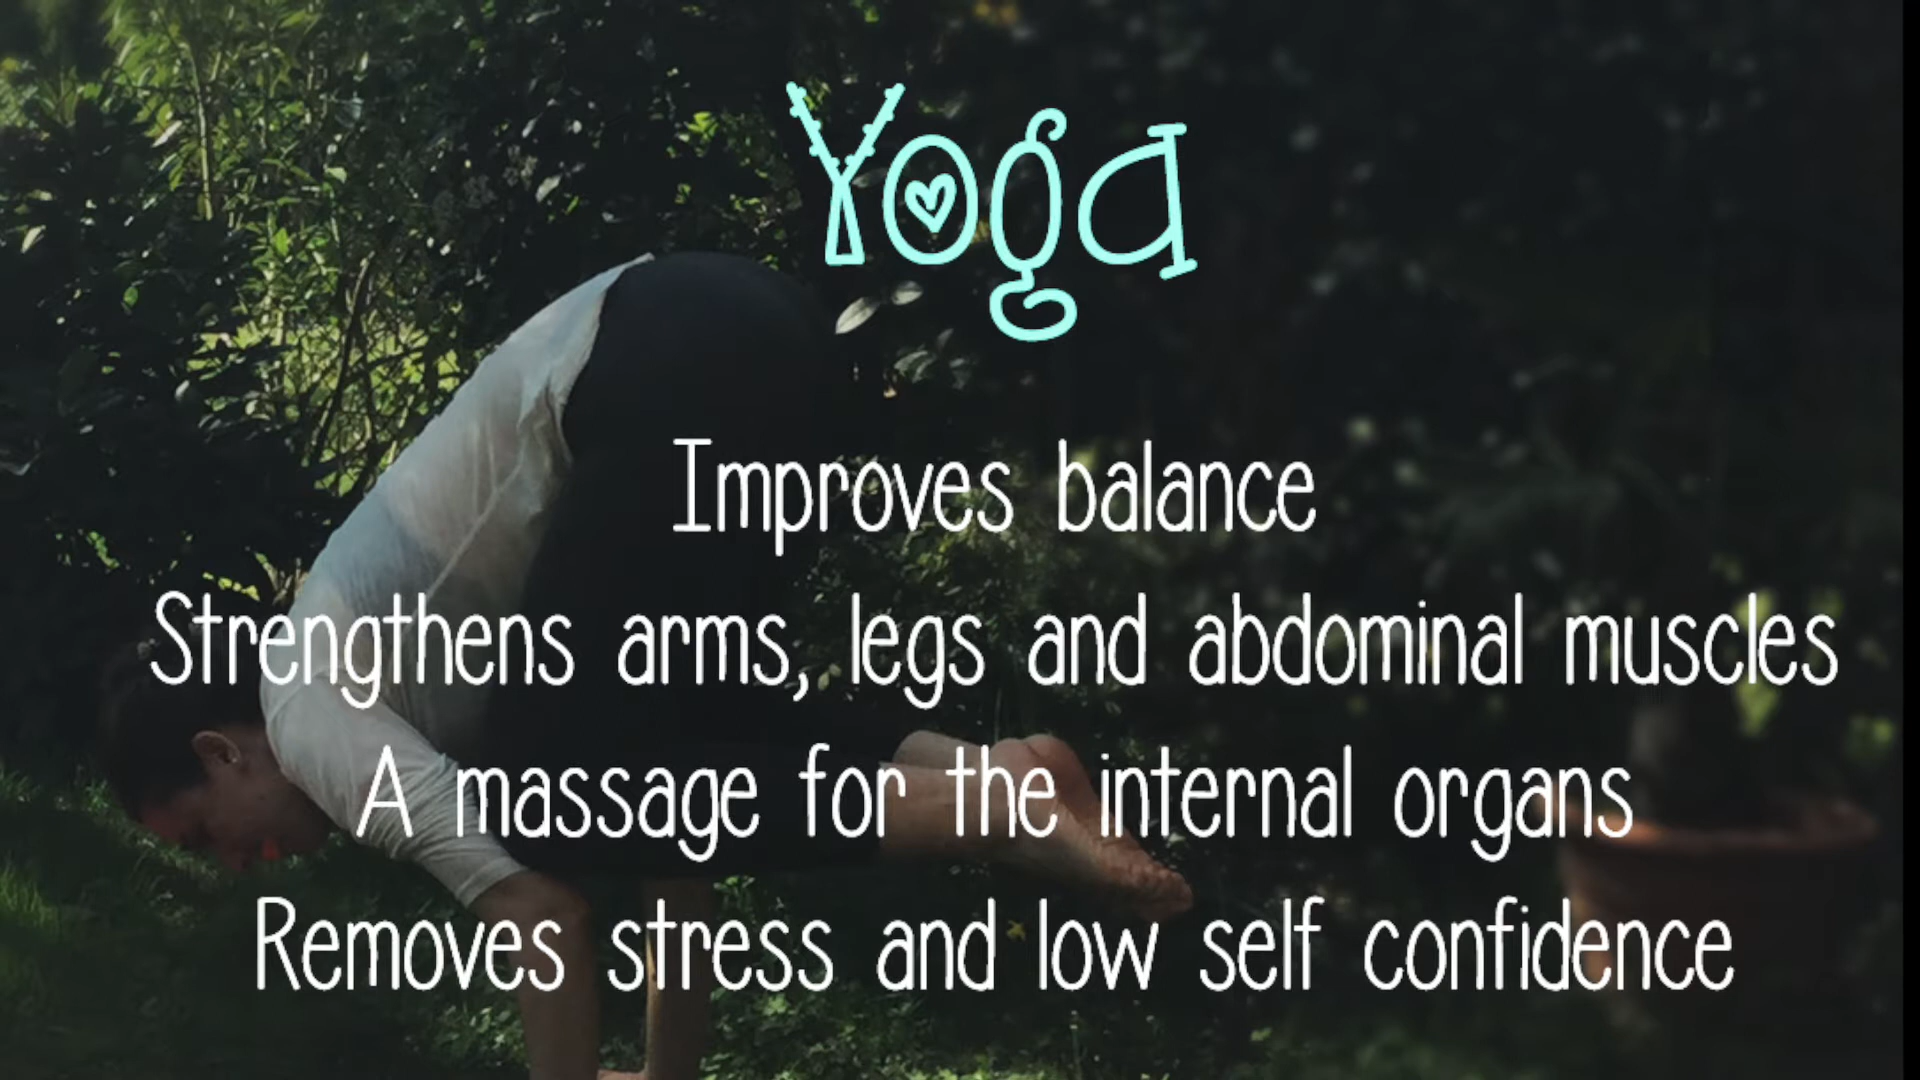 Yoga
Improves balance
Strengthens arms, legs and abdominal muscles
A massage for the internal organs
Removes stress and low self confidence